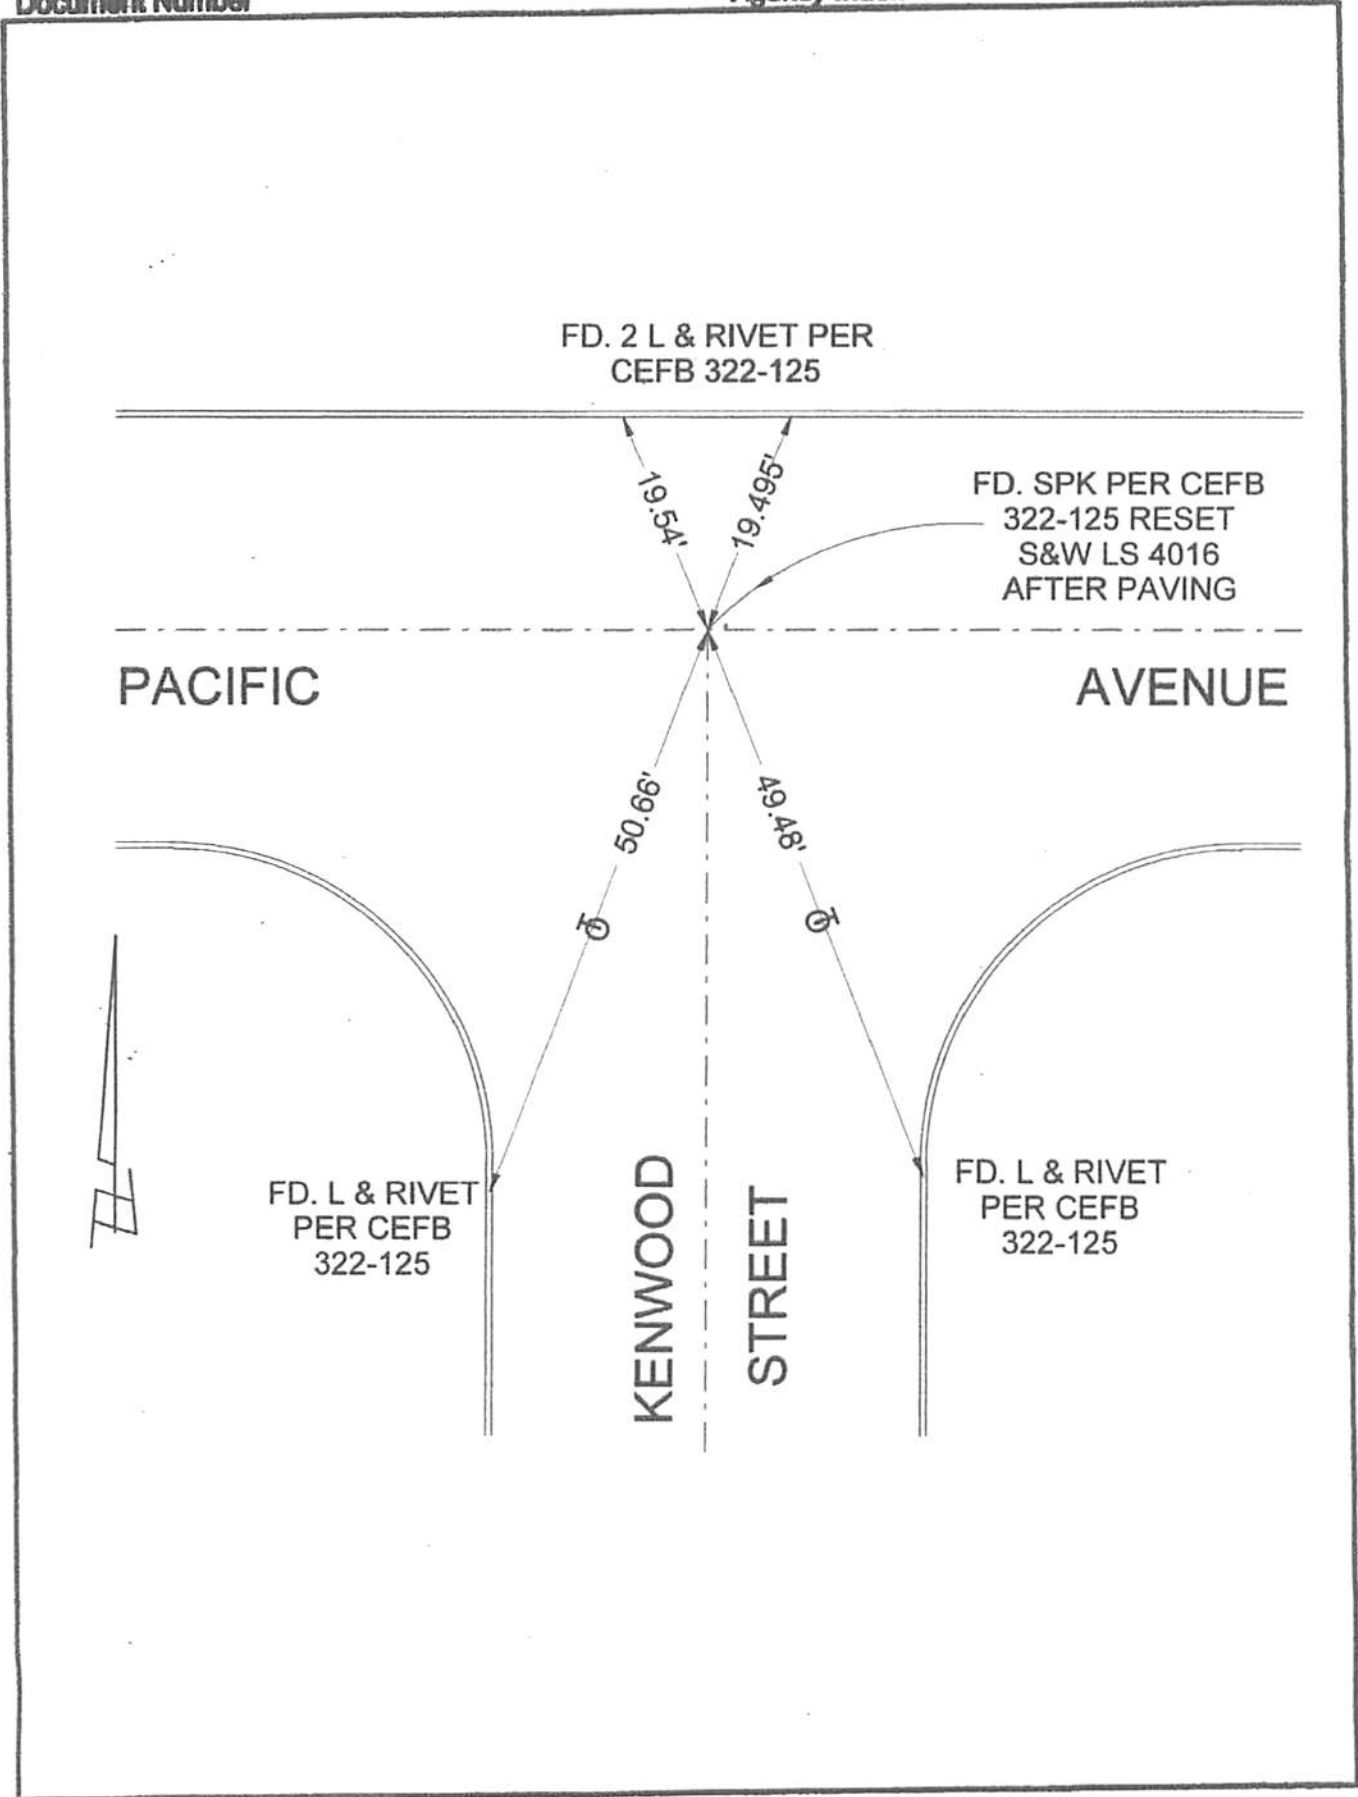 Document Number
FD. 2 L & RIVET PER
CEFB 322-125
19.54'
19.495'
FD. SPK PER CEFB
322-125 RESET
S&W LS 4016
AFTER PAVING
PACIFIC
AVENUE
50.66'
49.48'
FD. L & RIVET
PER CEFB
322-125
FD. L & RIVET
PER CEFB
322-125
KENWOOD
STREET